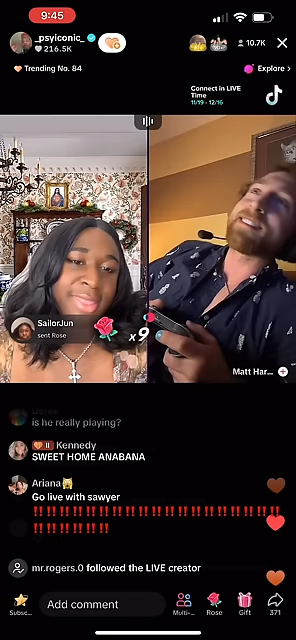 9:45
_psyiconic_
216.5K
10.7K
Trending No. 84
Explore >
Connect in LIVE
Time
11/19 - 12/16
SailorJun
sent Rose
x9
Matt Har...
is he really playing?
II Kennedy
SWEET HOME ANABANA
Ariana
Go live with sawyer
‼‼‼‼‼‼‼‼‼‼‼‼‼‼‼‼‼‼‼
‼‼‼‼‼‼
mr.rogers.0 followed the LIVE creator
Subsc...
Add comment
Multi-...
Rose
Gift
371